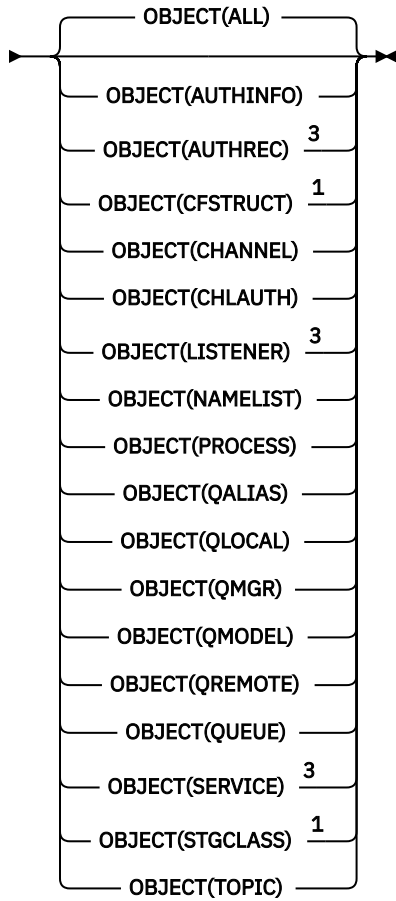 OBJECT(ALL)
OBJECT(AUTHINFO)
OBJECT(AUTHREC) 3
OBJECT(CFSTRUCT) 1
OBJECT(CHANNEL)
OBJECT(CHLAUTH)
OBJECT(LISTENER) 3
OBJECT(NAMELIST)
OBJECT(PROCESS)
OBJECT(QALIAS)
OBJECT(QLOCAL)
OBJECT(QMGR)
OBJECT(QMODEL)
OBJECT(QREMOTE)
OBJECT(QUEUE)
OBJECT(SERVICE) 3
OBJECT(STGCLASS) 1
OBJECT(TOPIC)